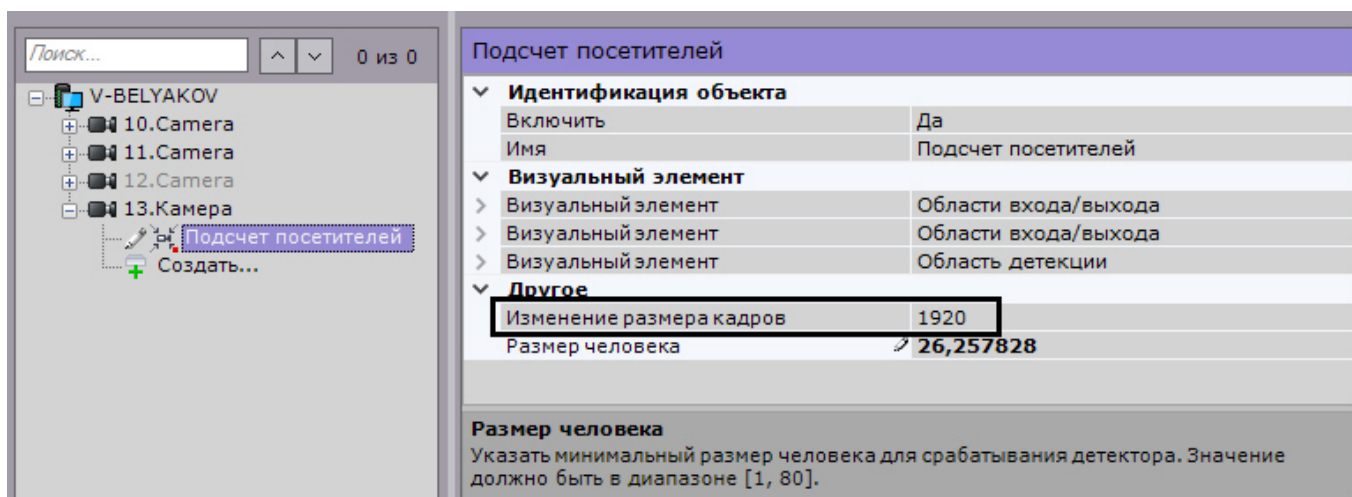 Поиск...
0 из 0
V-BELYAKOV
10.Camera
11.Camera
12.Camera
13.Камера
Подсчет посетителей
Создать...
Подсчет посетителей
Идентификация объекта
Включить Да
Имя Подсчет посетителей
Визуальный элемент
Визуальный элемент Области входа/выхода
Визуальный элемент Области входа/выхода
Визуальный элемент Область детекции
Другое
Изменение размера кадров 1920
Размер человека 26,257828
Размер человека
Указать минимальный размер человека для срабатывания детектора. Значение
должно быть в диапазоне [1, 80].